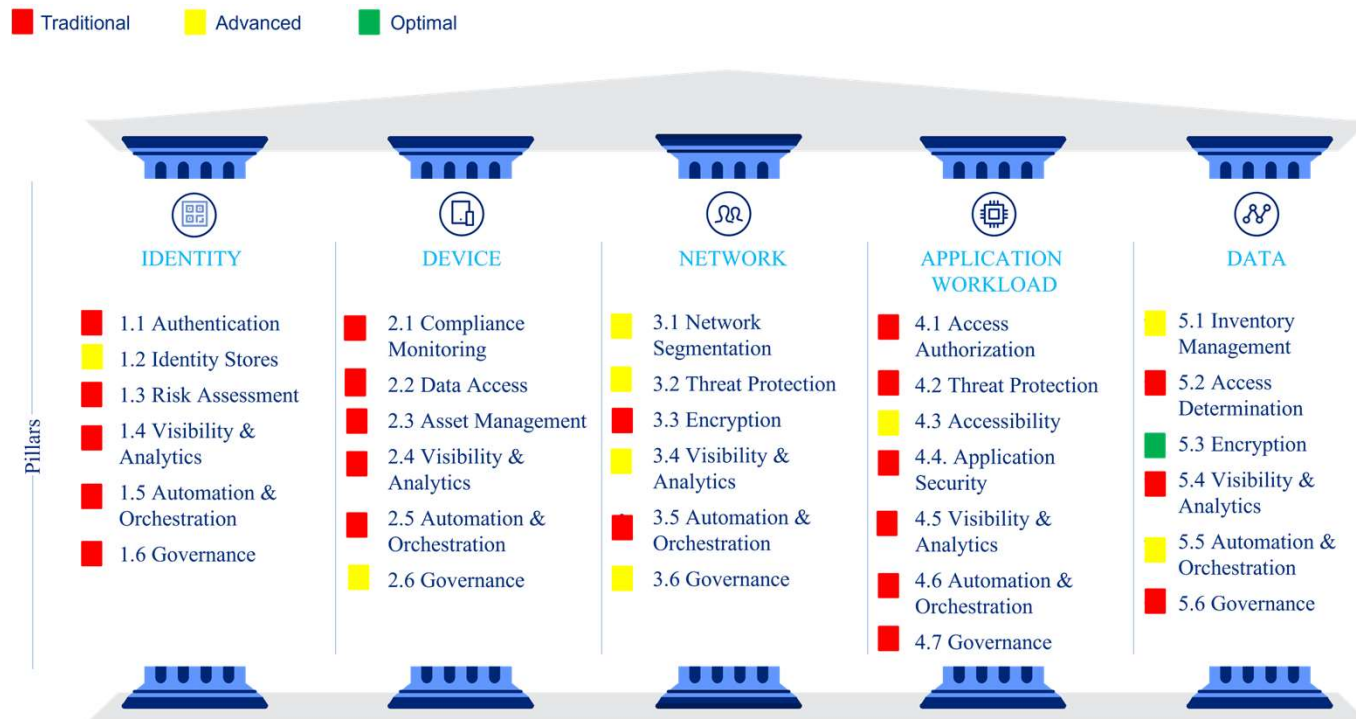 Traditional
Advanced
Optimal
Pillars
IDENTITY
1.1 Authentication
1.2 Identity Stores
1.3 Risk Assessment
1.4 Visibility &
Analytics
1.5 Automation &
Orchestration
1.6 Governance
DEVICE
2.1 Compliance
Monitoring
2.2 Data Access
2.3 Asset Management
2.4 Visibility &
Analytics
2.5 Automation &
Orchestration
2.6 Governance
NETWORK
3.1 Network
Segmentation
3.2 Threat Protection
3.3 Encryption
3.4 Visibility &
Analytics
3.5 Automation &
Orchestration
3.6 Governance
APPLICATION
WORKLOAD
4.1 Access
Authorization
4.2 Threat Protection
4.3 Accessibility
4.4. Application
Security
4.5 Visibility &
Analytics
4.6 Automation &
Orchestration
4.7 Governance
DATA
5.1 Inventory
Management
5.2 Access
Determination
5.3 Encryption
5.4 Visibility &
Analytics
5.5 Automation &
Orchestration
5.6 Governance